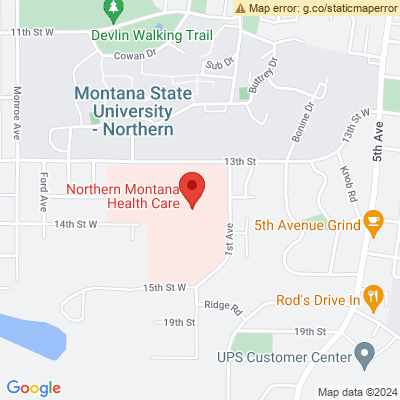 Map error: g.co/staticmaperror
11th St W
Devlin Walking Trail
Cowan Dr
Sub Dr
Bultrey Dr
Monroe Ave
Montana State
University
- Northern
Bonine Dr
13th St W
5th Ave
13th St
Knob Rd
Ford Ave
Northern Montana
Health Care
14th St W
1st Ave
5th Avenue Grind
15th St W
Ridge Rd
Rod's Drive In
19th St
19th St
UPS Customer Center
Google
Map data ©2024